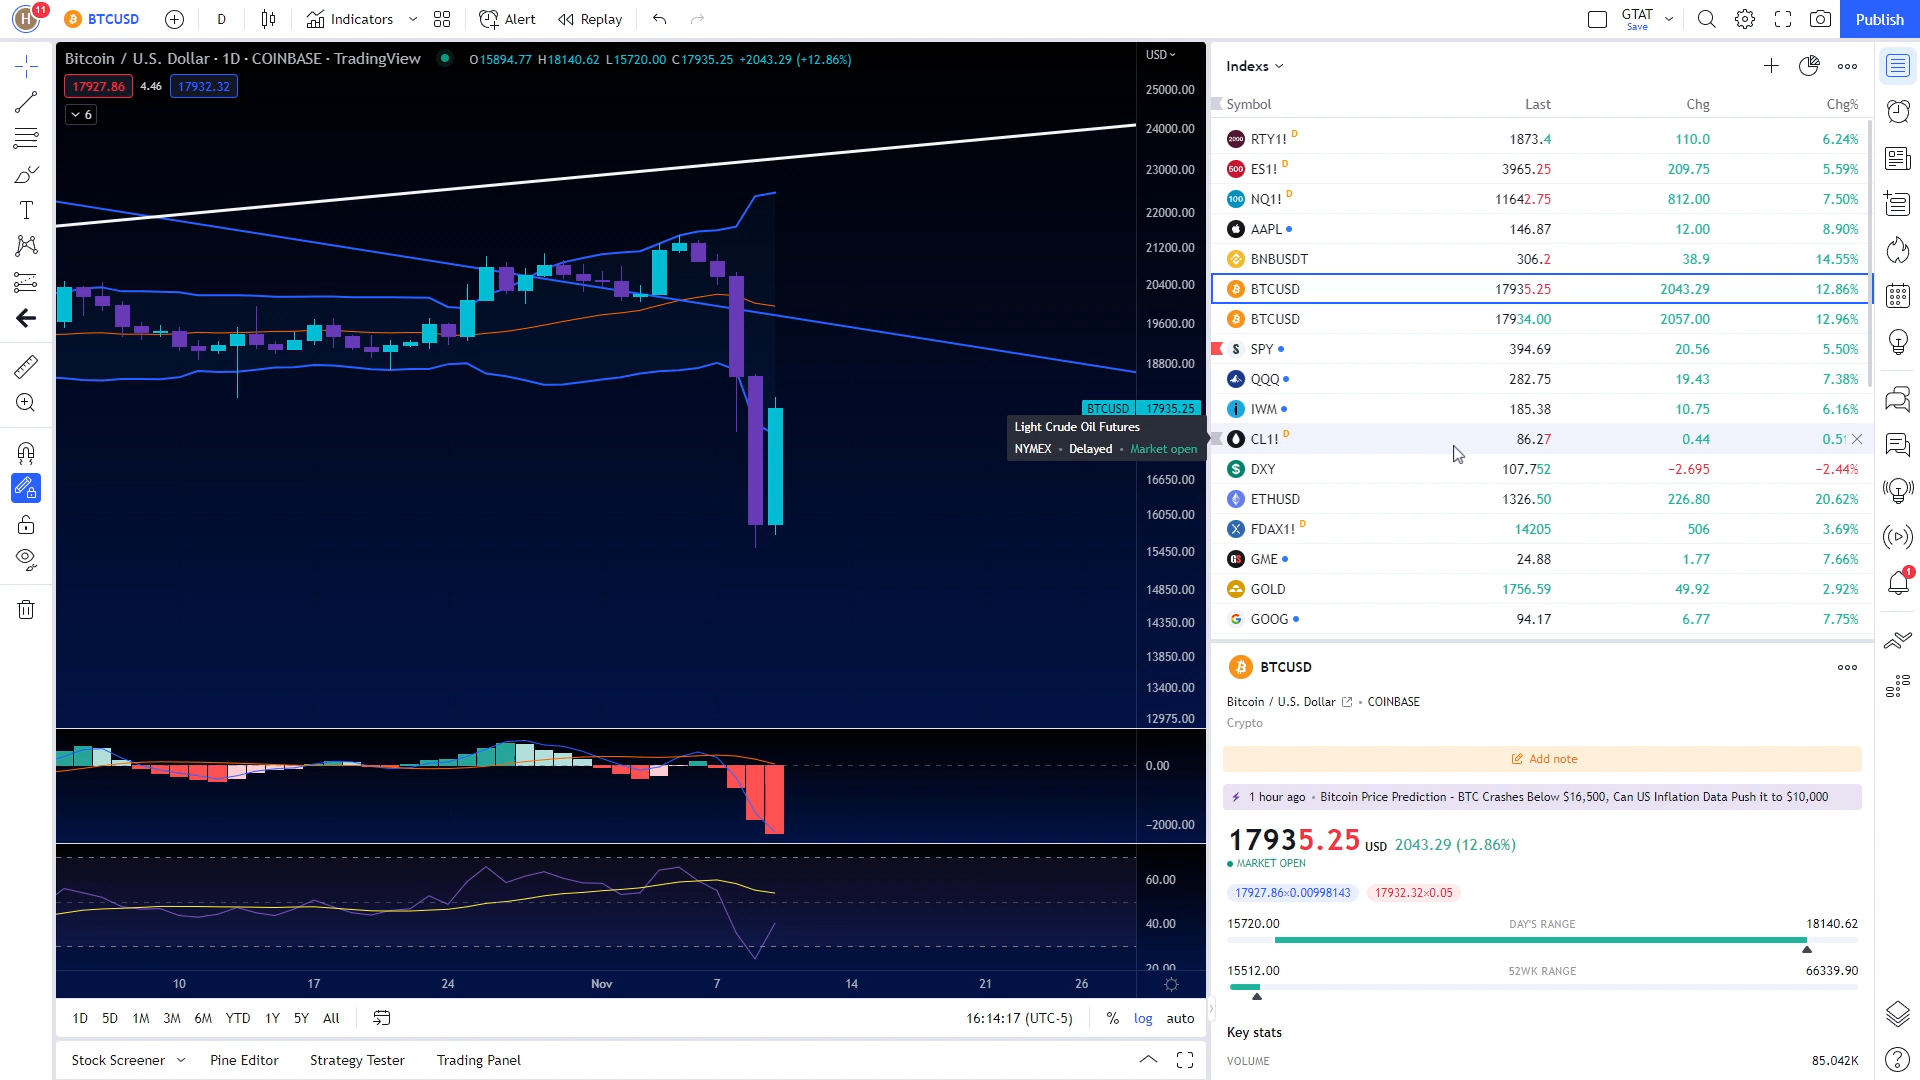 H 11 BTCUSD D Indicators Alert Replay GTAT Save Publish
Bitcoin / U.S. Dollar · 1D · COINBASE · TradingView O15894.77 H18140.62 L15720.00 C17935.25 +2043.29 (+12.86%)
17927.86 4.46 17932.32
6
USD
25000.00
24000.00
23000.00
22000.00
21200.00
20400.00
19600.00
18800.00
BTCUSD 17935.25
16650.00
16050.00
15450.00
14850.00
14350.00
13850.00
13400.00
12975.00
0.00
−2000.00
60.00
40.00
20.00
10 17 24 Nov 7 14 21 26
1D 5D 1M 3M 6M YTD 1Y 5Y All 16:14:17 (UTC-5) % log auto
Stock Screener Pine Editor Strategy Tester Trading Panel
Light Crude Oil Futures
NYMEX • Delayed • Market open
Indexs
Symbol Last Chg Chg%
2000 RTY1! D 1873.4 110.0 6.24%
500 ES1! D 3965.25 209.75 5.59%
100 NQ1! D 11642.75 812.00 7.50%
AAPL 146.87 12.00 8.90%
BNBUSDT 306.2 38.9 14.55%
BTCUSD 17935.25 2043.29 12.86%
BTCUSD 17934.00 2057.00 12.96%
S SPY 394.69 20.56 5.50%
QQQ 282.75 19.43 7.38%
i IWM 185.38 10.75 6.16%
CL1! D 86.27 0.44 0.51
$ DXY 107.752 −2.695 −2.44%
ETHUSD 1326.50 226.80 20.62%
X FDAX1! D 14205 506 3.69%
GS GME 24.88 1.77 7.66%
GOLD 1756.59 49.92 2.92%
G GOOG 94.17 6.77 7.75%
BTCUSD
Bitcoin / U.S. Dollar • COINBASE
Crypto
Add note
1 hour ago • Bitcoin Price Prediction - BTC Crashes Below $16,500, Can US Inflation Data Push it to $10,000
17935.25 USD 2043.29 (12.86%)
MARKET OPEN
17927.86×0.00998143 17932.32×0.05
15720.00 DAY'S RANGE 18140.62
15512.00 52WK RANGE 66339.90
Key stats
VOLUME 85.042K
1